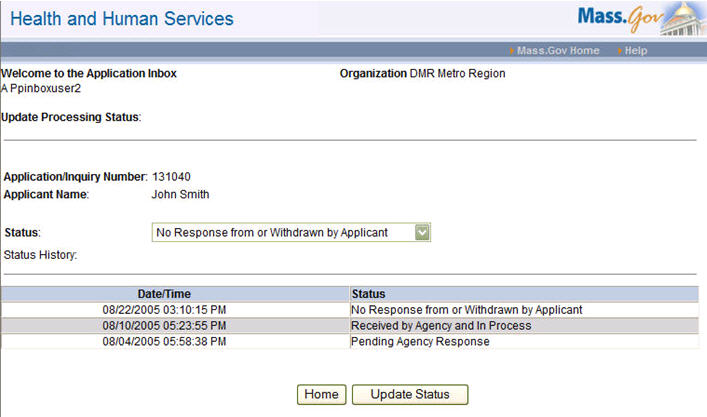 Health and Human Services
Mass.Gov
Mass.Gov Home Help
Welcome to the Application Inbox Organization DMR Metro Region
A Ppinboxuser2
Update Processing Status:
Application/Inquiry Number: 131040
Applicant Name: John Smith
Status: No Response from or Withdrawn by Applicant
Status History:
Date/Time Status
08/22/2005 03:10:15 PM No Response from or Withdrawn by Applicant
08/10/2005 05:23:55 PM Received by Agency and In Process
08/04/2005 05:58:38 PM Pending Agency Response
Home Update Status